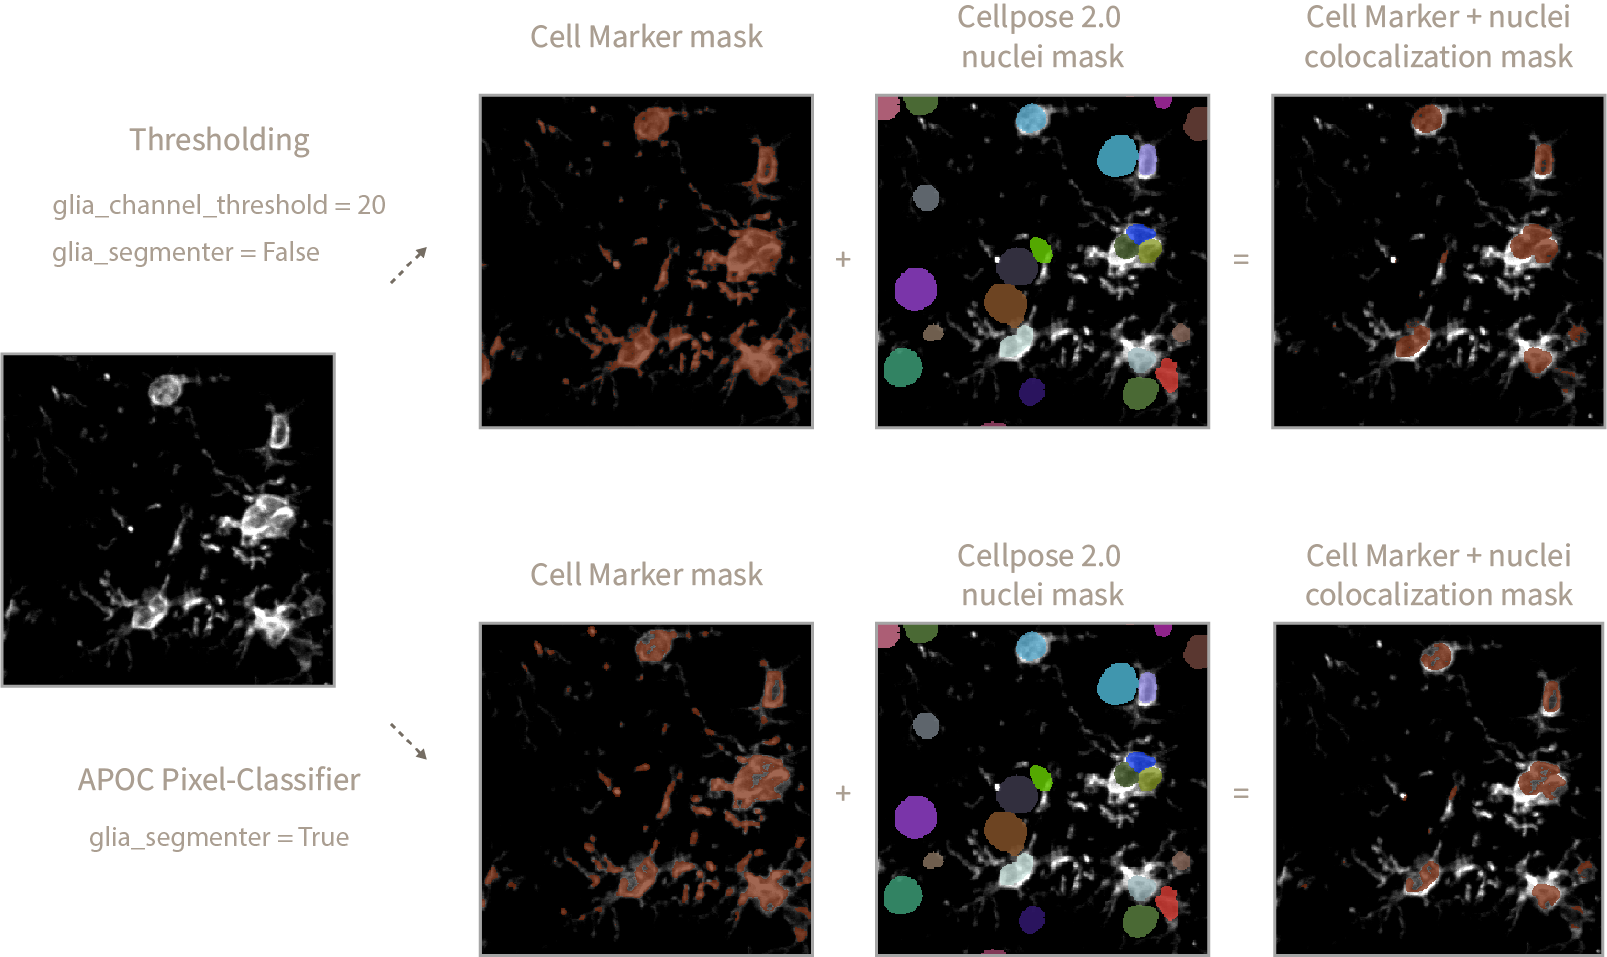 Cell Marker mask
Cellpose 2.0
nuclei mask
Cell Marker + nuclei
colocalization mask
Thresholding
glia_channel_threshold = 20
glia_segmenter = False
+
=
Cell Marker mask
Cellpose 2.0
nuclei mask
Cell Marker + nuclei
colocalization mask
APOC Pixel-Classifier
glia_segmenter = True
+
=